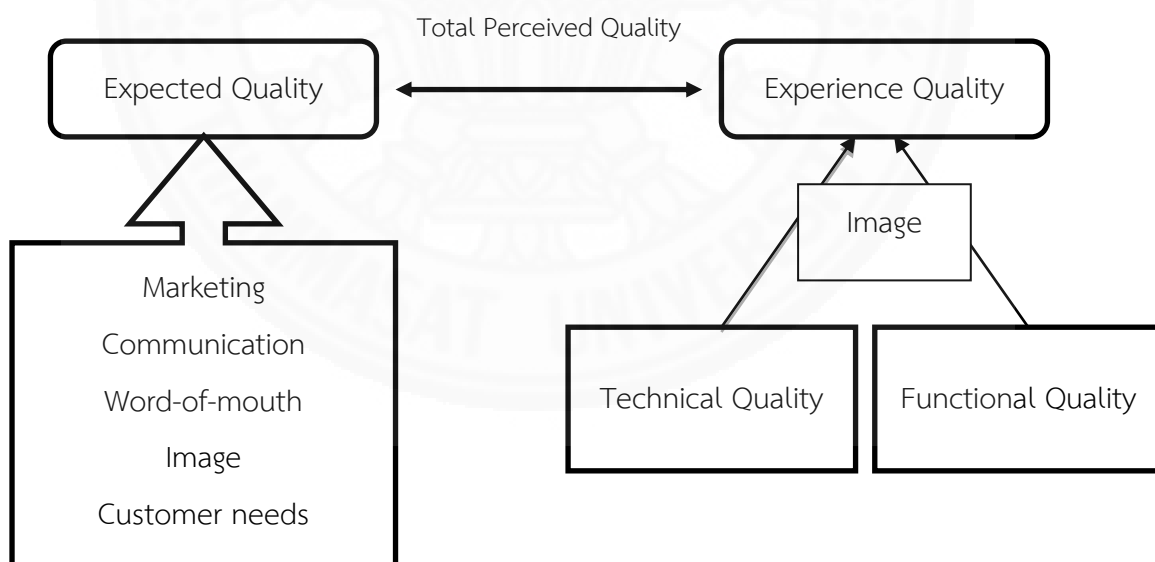 Total Perceived Quality
Expected Quality
Experience Quality
Image
Marketing
Communication
Word-of-mouth
Image
Customer needs
Technical Quality
Functional Quality